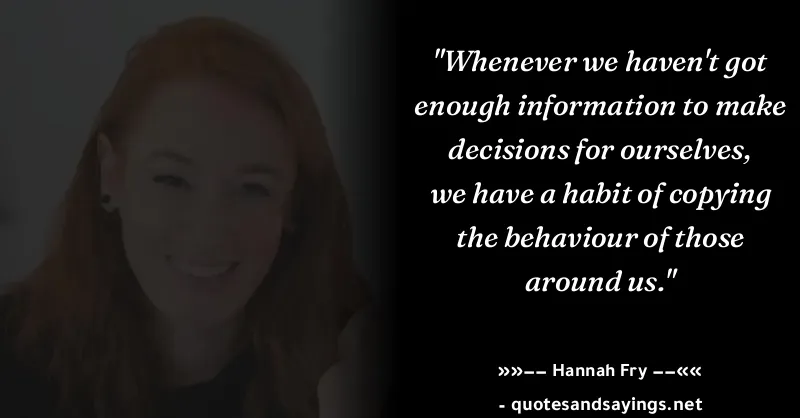 "Whenever we haven't got
enough information to make
decisions for ourselves,
we have a habit of copying
the behaviour of those
around us."
»»−− Hannah Fry −−««
- quotesandsayings.net